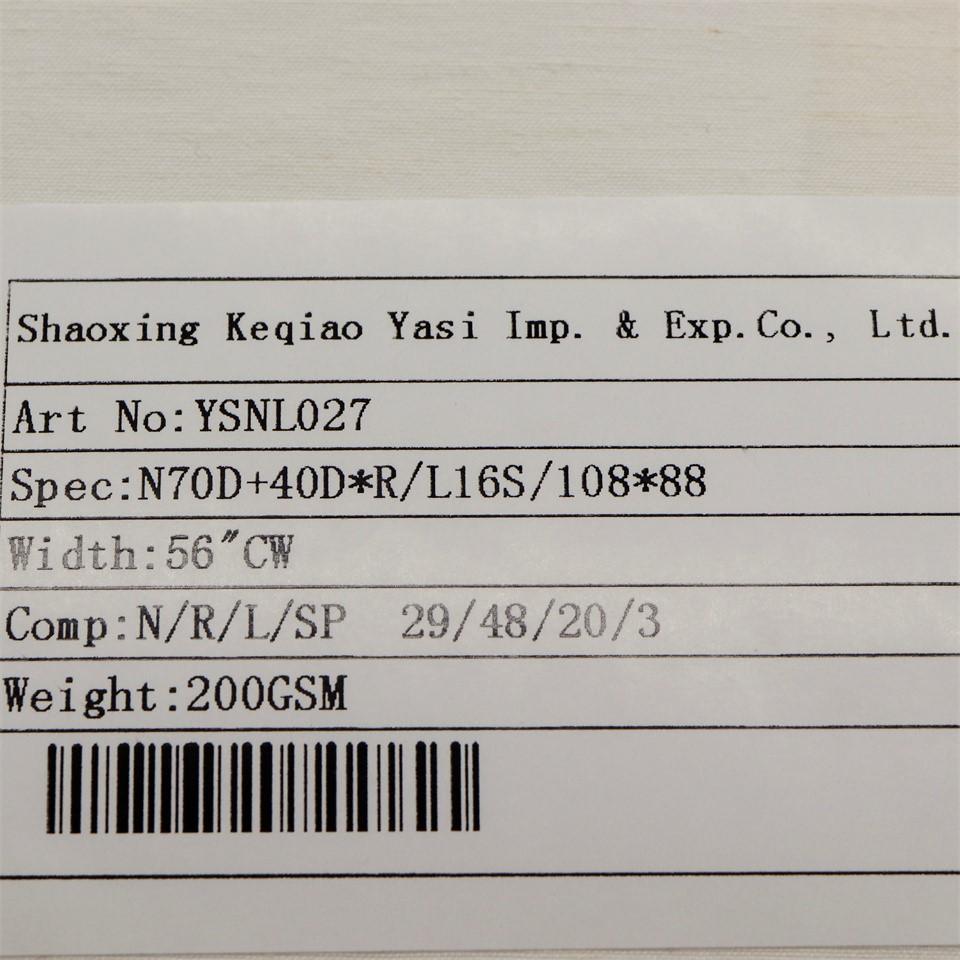 Shaoxing Keqiao Yasi Imp. & Exp.Co., Ltd.
Art No:YSNL027
Spec:N70D+40D*R/L16S/108*88
Width:56"CW
Comp:N/R/L/SP 29/48/20/3
Weight:200GSM